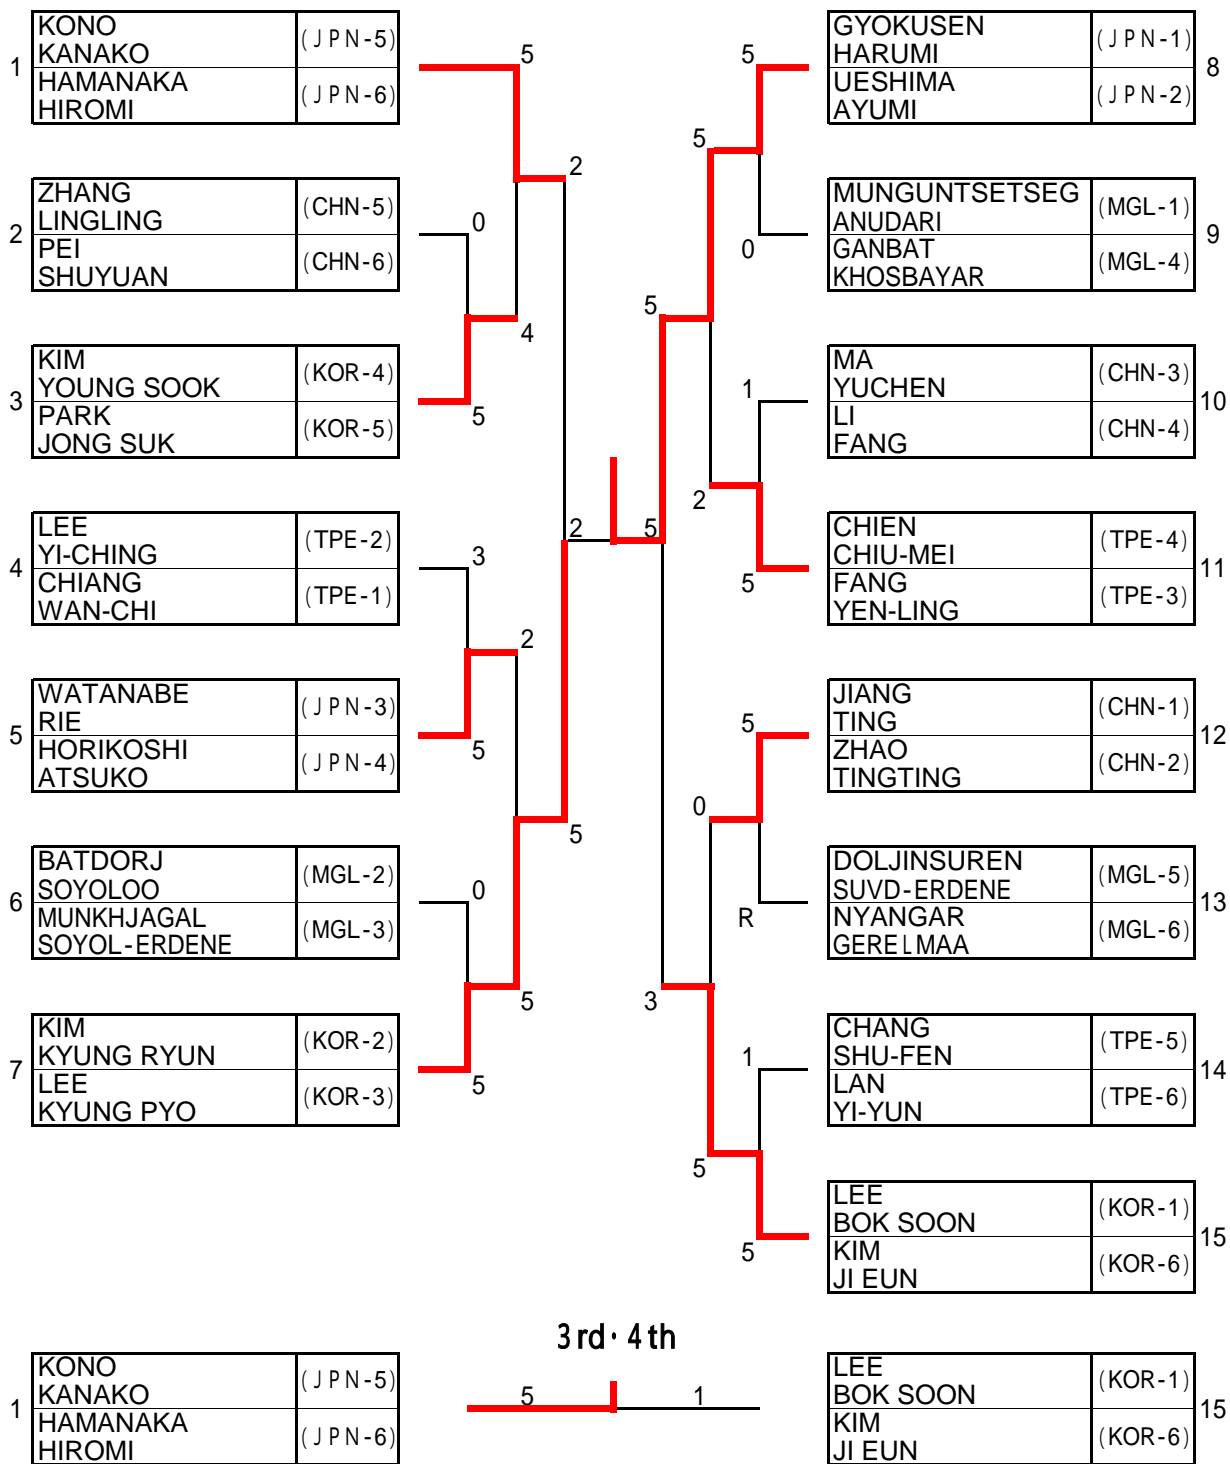 1
KONO
KANAKO
(JPN-5)
HAMANAKA
HIROMI
(JPN-6)
2
ZHANG
LINGLING
(CHN-5)
PEI
SHUYUAN
(CHN-6)
3
KIM
YOUNG SOOK
(KOR-4)
PARK
JONG SUK
(KOR-5)
4
LEE
YI-CHING
(TPE-2)
CHIANG
WAN-CHI
(TPE-1)
5
WATANABE
RIE
(JPN-3)
HORIKOSHI
ATSUKO
(JPN-4)
6
BATDORJ
SOYOLOO
(MGL-2)
MUNKHJAGAL
SOYOL-ERDENE
(MGL-3)
7
KIM
KYUNG RYUN
(KOR-2)
LEE
KYUNG PYO
(KOR-3)
5
2
0
4
5
3
2
5
5
0
5
5
2
5
5
5
0
5
1
2
5
5
0
R
3
1
5
5
GYOKUSEN
HARUMI
(JPN-1)
UESHIMA
AYUMI
(JPN-2)
8
MUNGUNTSETSEG
ANUDARI
(MGL-1)
GANBAT
KHOSBAYAR
(MGL-4)
9
MA
YUCHEN
(CHN-3)
LI
FANG
(CHN-4)
10
CHIEN
CHIU-MEI
(TPE-4)
FANG
YEN-LING
(TPE-3)
11
JIANG
TING
(CHN-1)
ZHAO
TINGTING
(CHN-2)
12
DOLJINSUREN
SUVD-ERDENE
(MGL-5)
NYANGAR
GERELMAA
(MGL-6)
13
CHANG
SHU-FEN
(TPE-5)
LAN
YI-YUN
(TPE-6)
14
LEE
BOK SOON
(KOR-1)
KIM
JI EUN
(KOR-6)
15
3rd・4th
1
KONO
KANAKO
(JPN-5)
HAMANAKA
HIROMI
(JPN-6)
5
1
LEE
BOK SOON
(KOR-1)
KIM
JI EUN
(KOR-6)
15